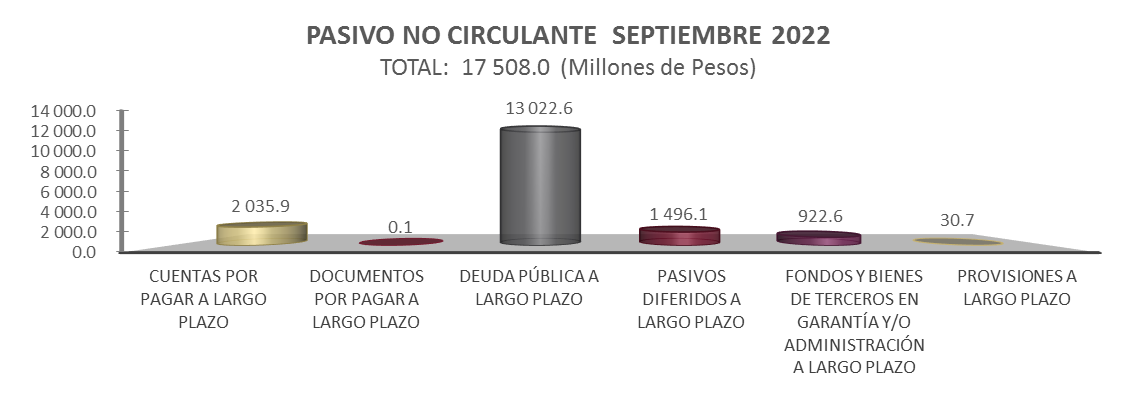 PASIVO NO CIRCULANTE SEPTIEMBRE 2022
TOTAL: 17 508.0 (Millones de Pesos)
14 000.0
12 000.0
10 000.0
8 000.0
6 000.0
4 000.0
2 000.0
0.0
2 035.9
0.1
13 022.6
1 496.1
922.6
30.7
CUENTAS POR
PAGAR A LARGO
PLAZO
DOCUMENTOS
POR PAGAR A
LARGO PLAZO
DEUDA PÚBLICA A
LARGO PLAZO
PASIVOS
DIFERIDOS A
LARGO PLAZO
FONDOS Y BIENES
DE TERCEROS EN
GARANTÍA Y/O
ADMINISTRACIÓN
A LARGO PLAZO
PROVISIONES A
LARGO PLAZO